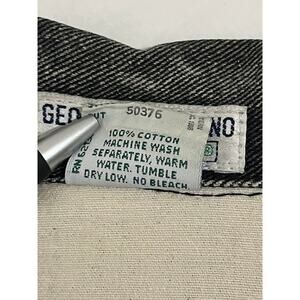 GEO
NO
50376
100% COTTON
MACHINE WASH
SEPARATELY, WARM
WATER. TUMBLE
DRY LOW. NO BLEACH